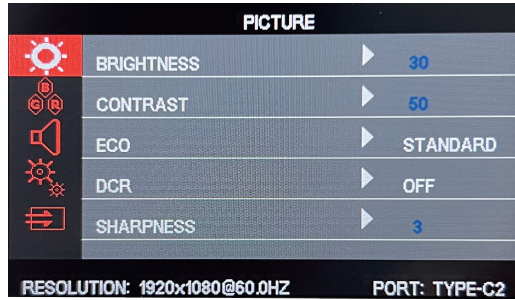 PICTURE
BRIGHTNESS 30
CONTRAST 50
ECO STANDARD
DCR OFF
SHARPNESS 3
B
G R
RESOLUTION: 1920x1080@60.0HZ PORT: TYPE-C2